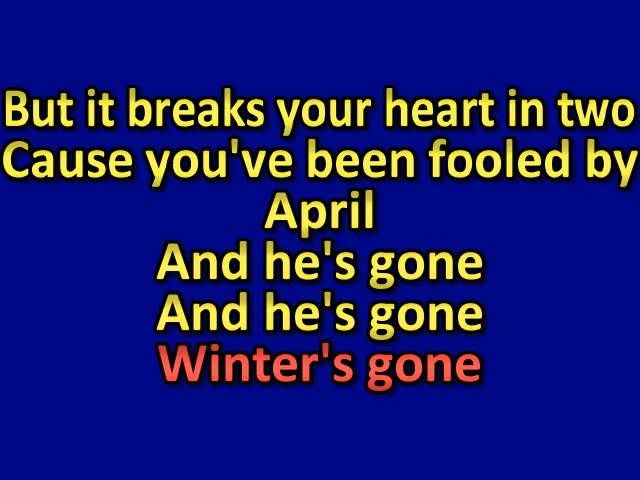 But it breaks your heart in two
Cause you've been fooled by
April
And he's gone
And he's gone
Winter's gone